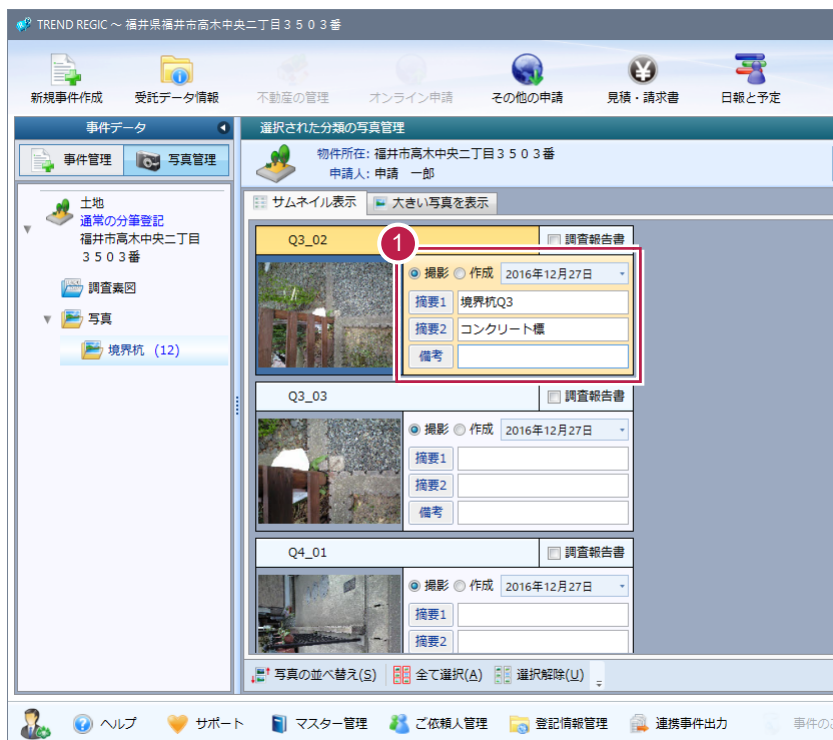 TREND REGIC ～ 福井県福井市高木中央二丁目３５０３番
新規事件作成 受託データ情報 不動産の管理 オンライン申請 その他の申請 見積・請求書 日報と予定
事件データ
選択された分類の写真管理
事件管理 写真管理
物件所在: 福井市高木中央二丁目３５０３番
申請人: 申請　一郎
土地
通常の分筆登記
福井市高木中央二丁目
３５０３番
調査素図
写真
境界杭 (12)
サムネイル表示 大きい写真を表示
Q3_02 調査報告書
1
撮影 作成 2016年12月27日
摘要1 境界杭Q3
摘要2 コンクリート標
備考
Q3_03 調査報告書
撮影 作成 2016年12月27日
摘要1
摘要2
備考
Q4_01 調査報告書
撮影 作成 2016年12月27日
摘要1
摘要2
写真の並べ替え(S) 全て選択(A) 選択解除(U)
ヘルプ サポート マスター管理 ご依頼人管理 登記情報管理 連携事件出力 事件の